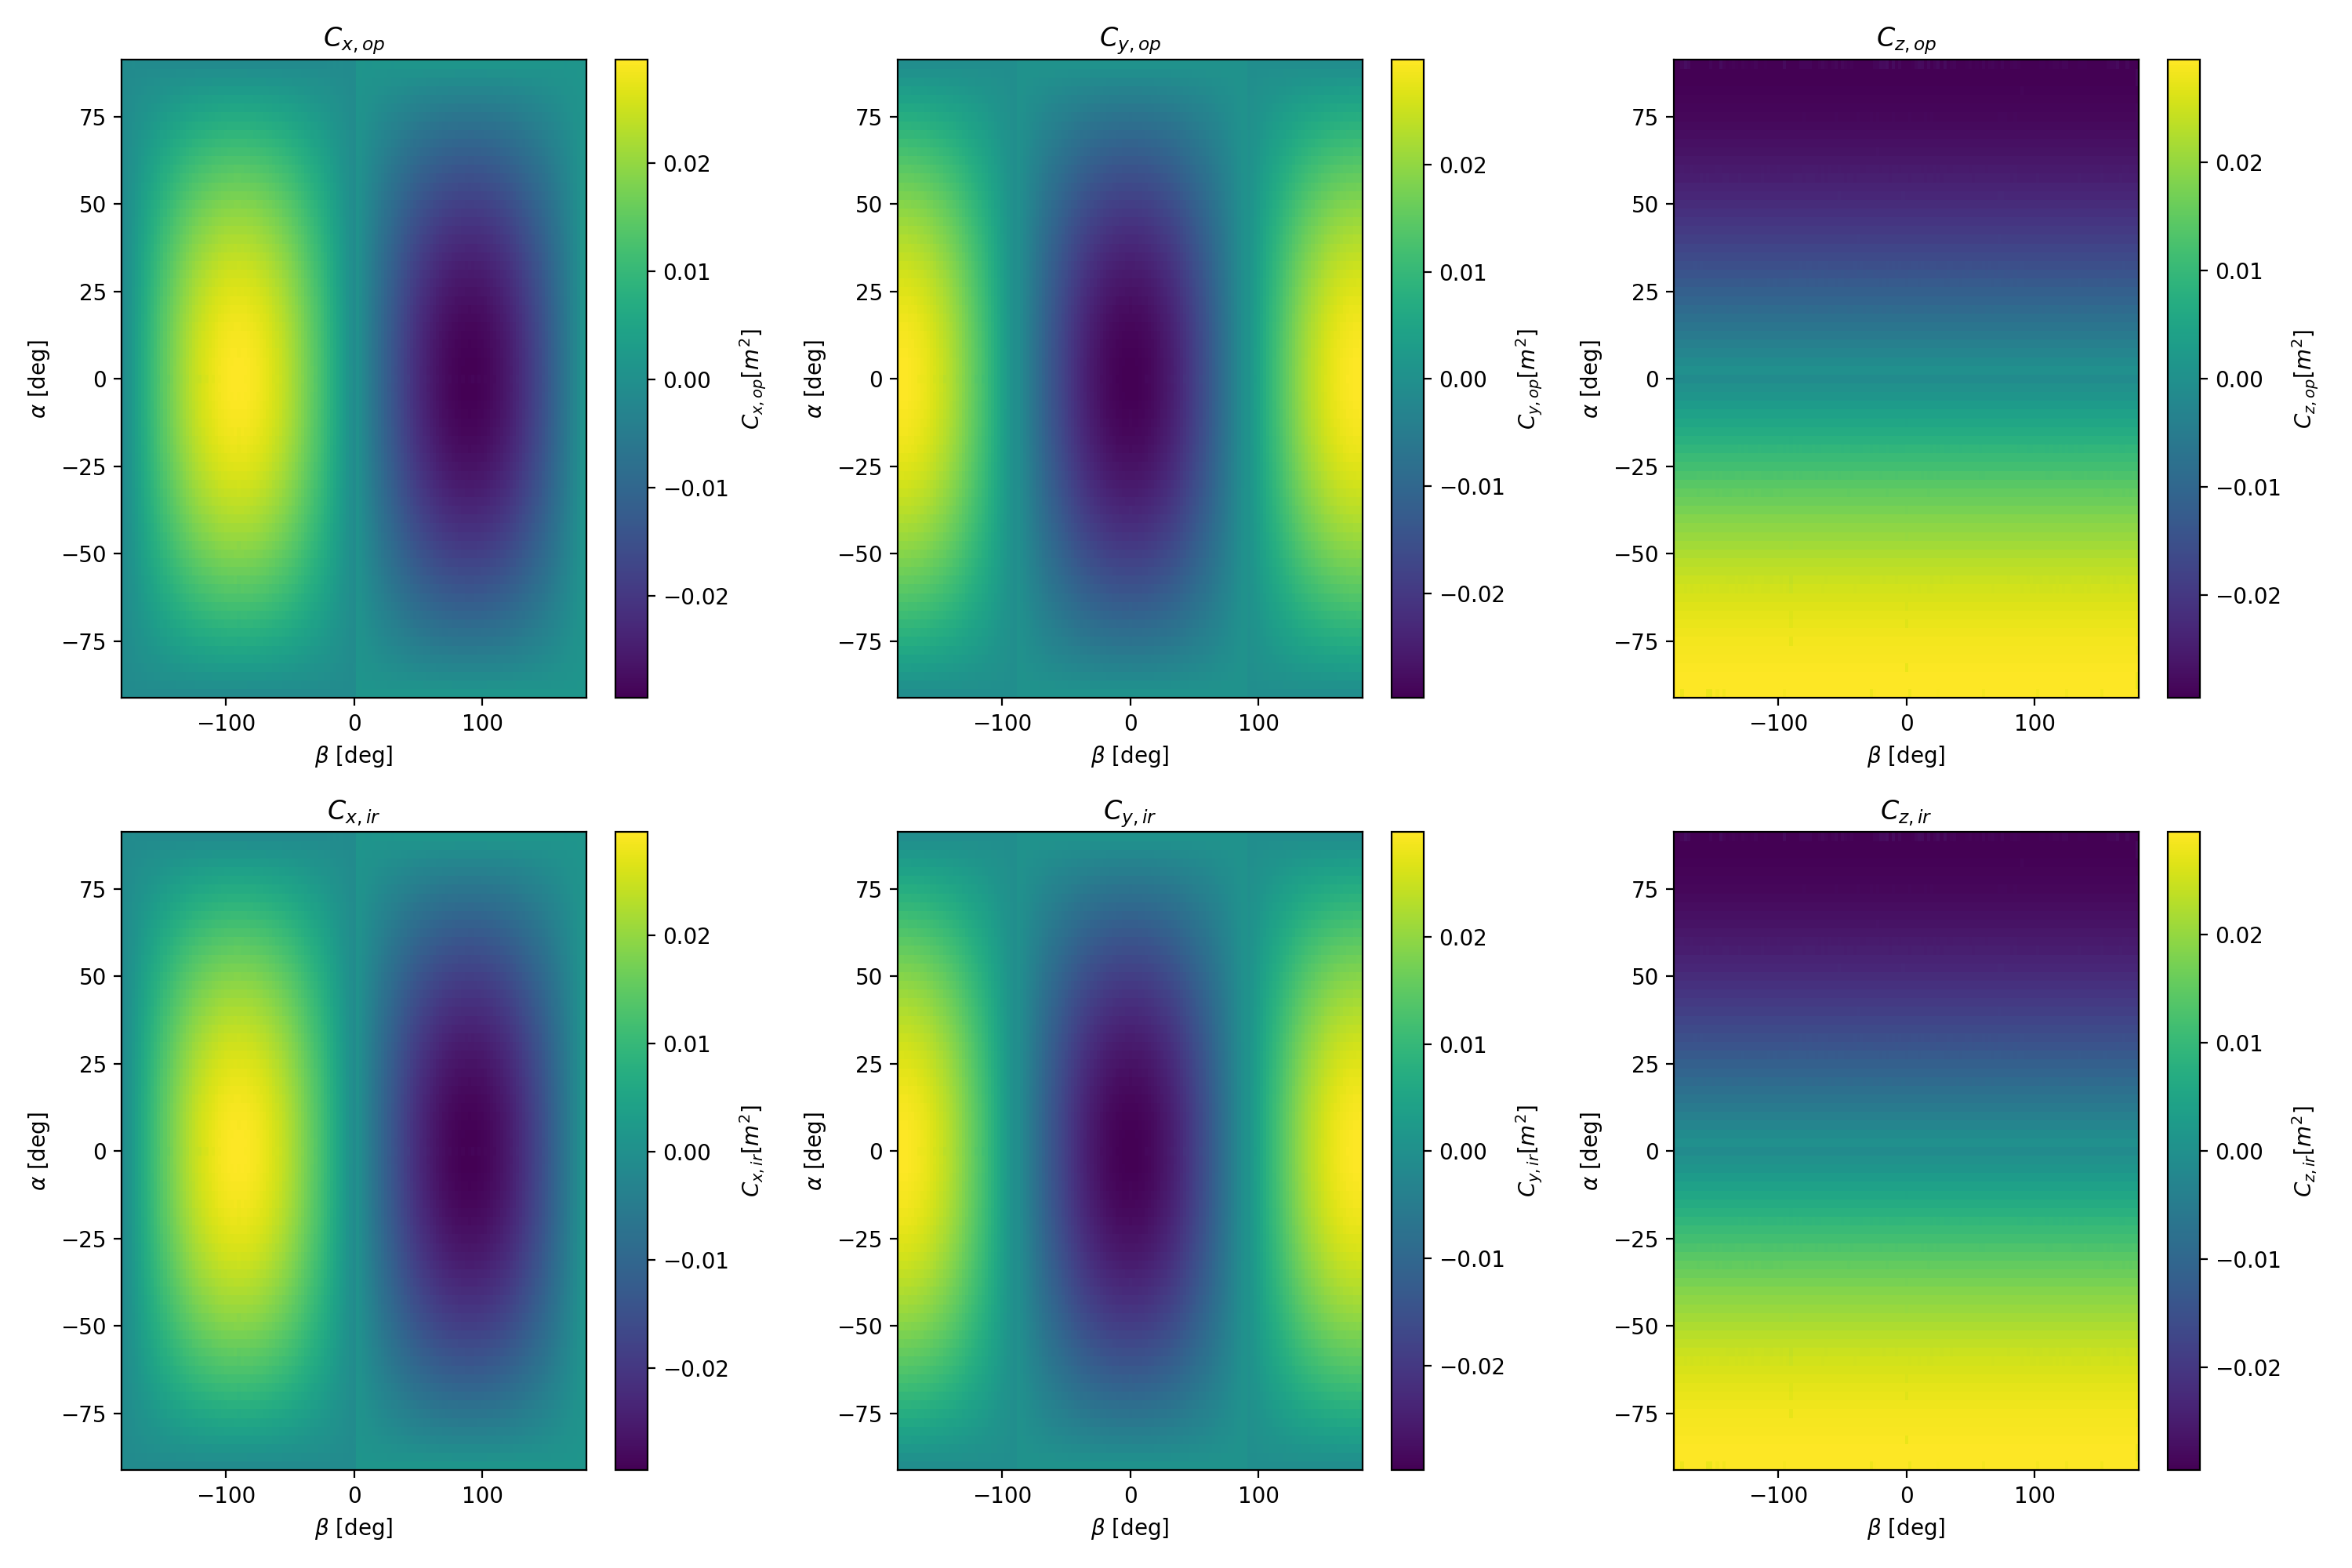 C_{x, op}
75
50
25
0
−25
−50
−75
α [deg]
−100 0 100
β [deg]
0.02
0.01
0.00
−0.01
−0.02
C_{x, op}[m^2]
C_{y, op}
75
50
25
0
−25
−50
−75
α [deg]
−100 0 100
β [deg]
0.02
0.01
0.00
−0.01
−0.02
C_{y, op}[m^2]
C_{z, op}
75
50
25
0
−25
−50
−75
α [deg]
−100 0 100
β [deg]
0.02
0.01
0.00
−0.01
−0.02
C_{z, op}[m^2]
C_{x, ir}
75
50
25
0
−25
−50
−75
α [deg]
−100 0 100
β [deg]
0.02
0.01
0.00
−0.01
−0.02
C_{x, ir}[m^2]
C_{y, ir}
75
50
25
0
−25
−50
−75
α [deg]
−100 0 100
β [deg]
0.02
0.01
0.00
−0.01
−0.02
C_{y, ir}[m^2]
C_{z, ir}
75
50
25
0
−25
−50
−75
α [deg]
−100 0 100
β [deg]
0.02
0.01
0.00
−0.01
−0.02
C_{z, ir}[m^2]